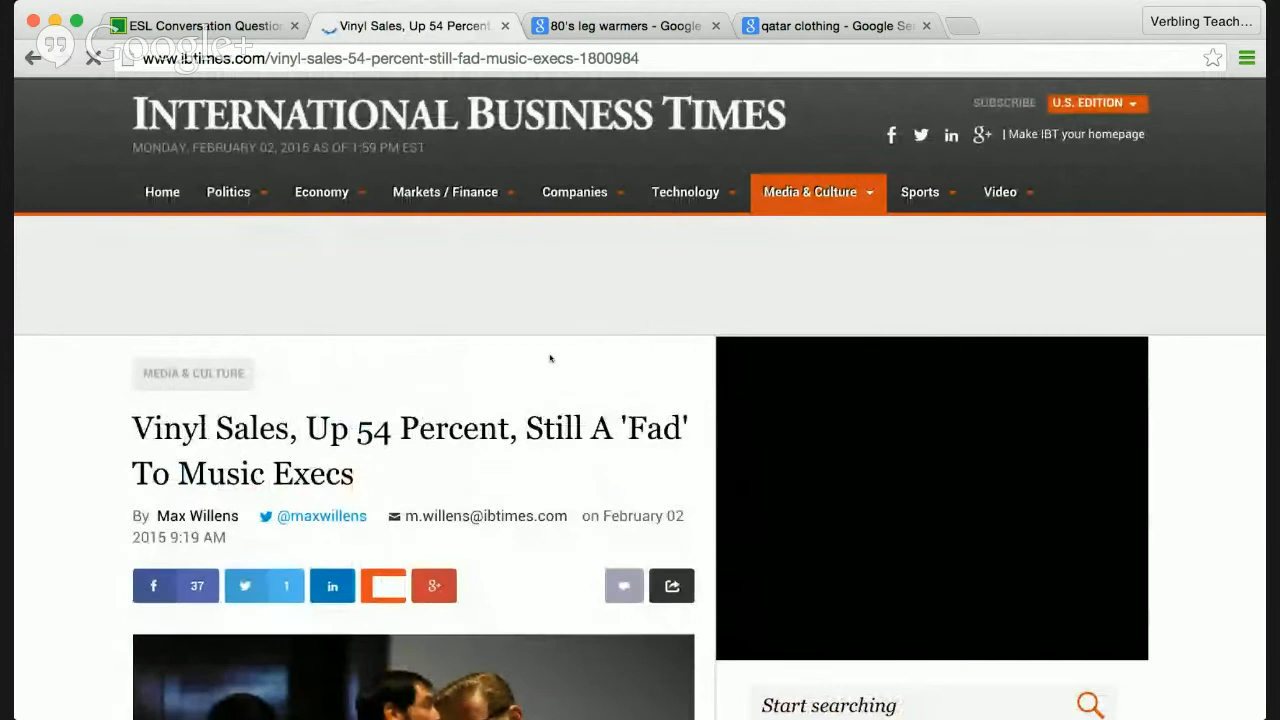 ESL Conversation Question
Vinyl Sales, Up 54 Percent
80's leg warmers - Google
qatar clothing - Google Se
Verbling Teach...
Google+
www.ibtimes.com/vinyl-sales-54-percent-still-fad-music-execs-1800984
INTERNATIONAL BUSINESS TIMES
SUBSCRIBE
U.S. EDITION
MONDAY, FEBRUARY 02, 2015 AS OF 1:59 PM EST
| Make IBT your homepage
Home Politics Economy Markets / Finance Companies Technology Media & Culture Sports Video
MEDIA & CULTURE
Vinyl Sales, Up 54 Percent, Still A 'Fad'
To Music Execs
By Max Willens @maxwillens m.willens@ibtimes.com on February 02
2015 9:19 AM
37
1
Start searching